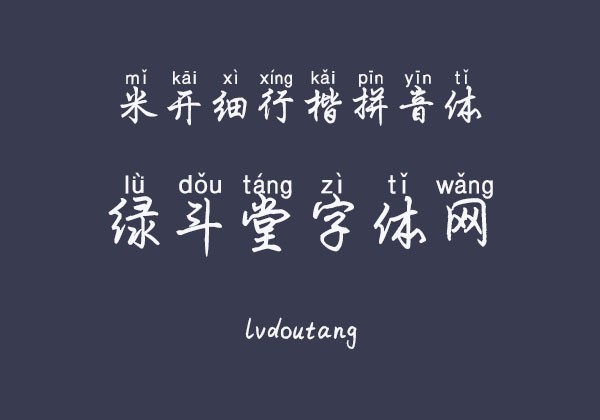 mǐ kāi xì xíng kǎi pīn yīn tǐ
米开细行楷拼音体
lǜ dǒu táng zì tǐ wǎng
绿斗堂字体网
lvdoutang